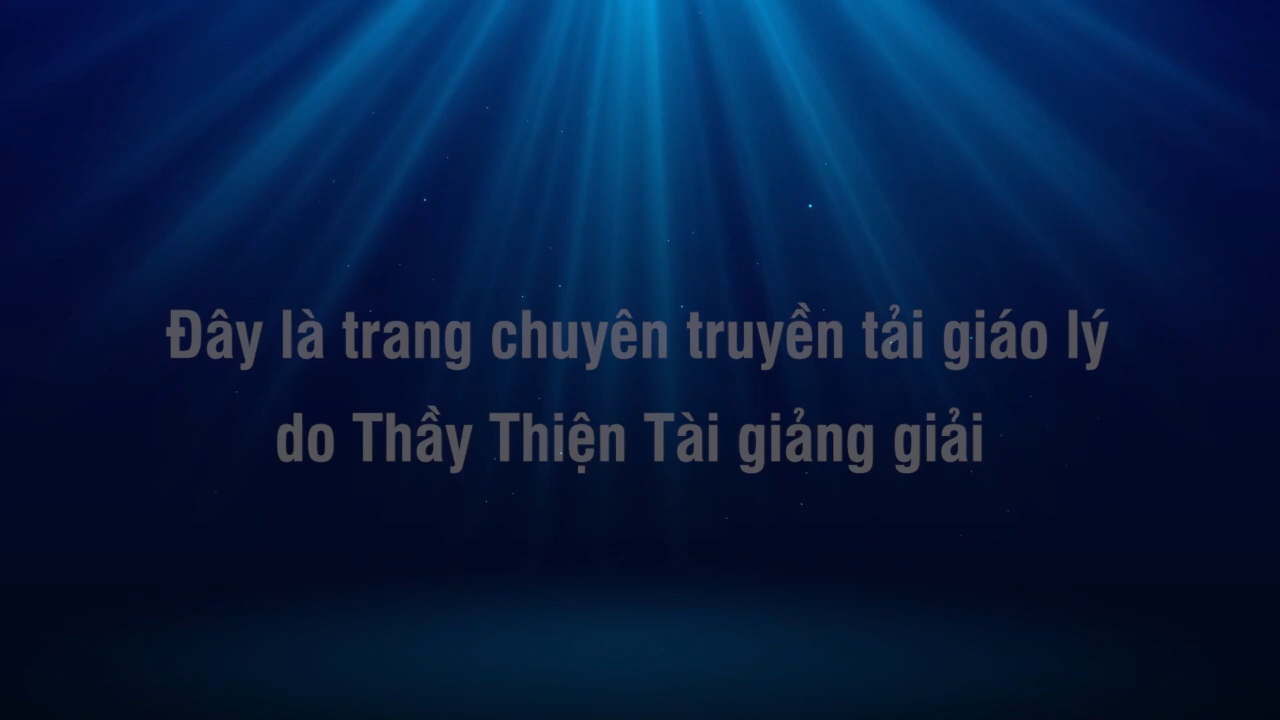 Đây là trang chuyên truyền tải giáo lý
do Thầy Thiện Tài giảng giải